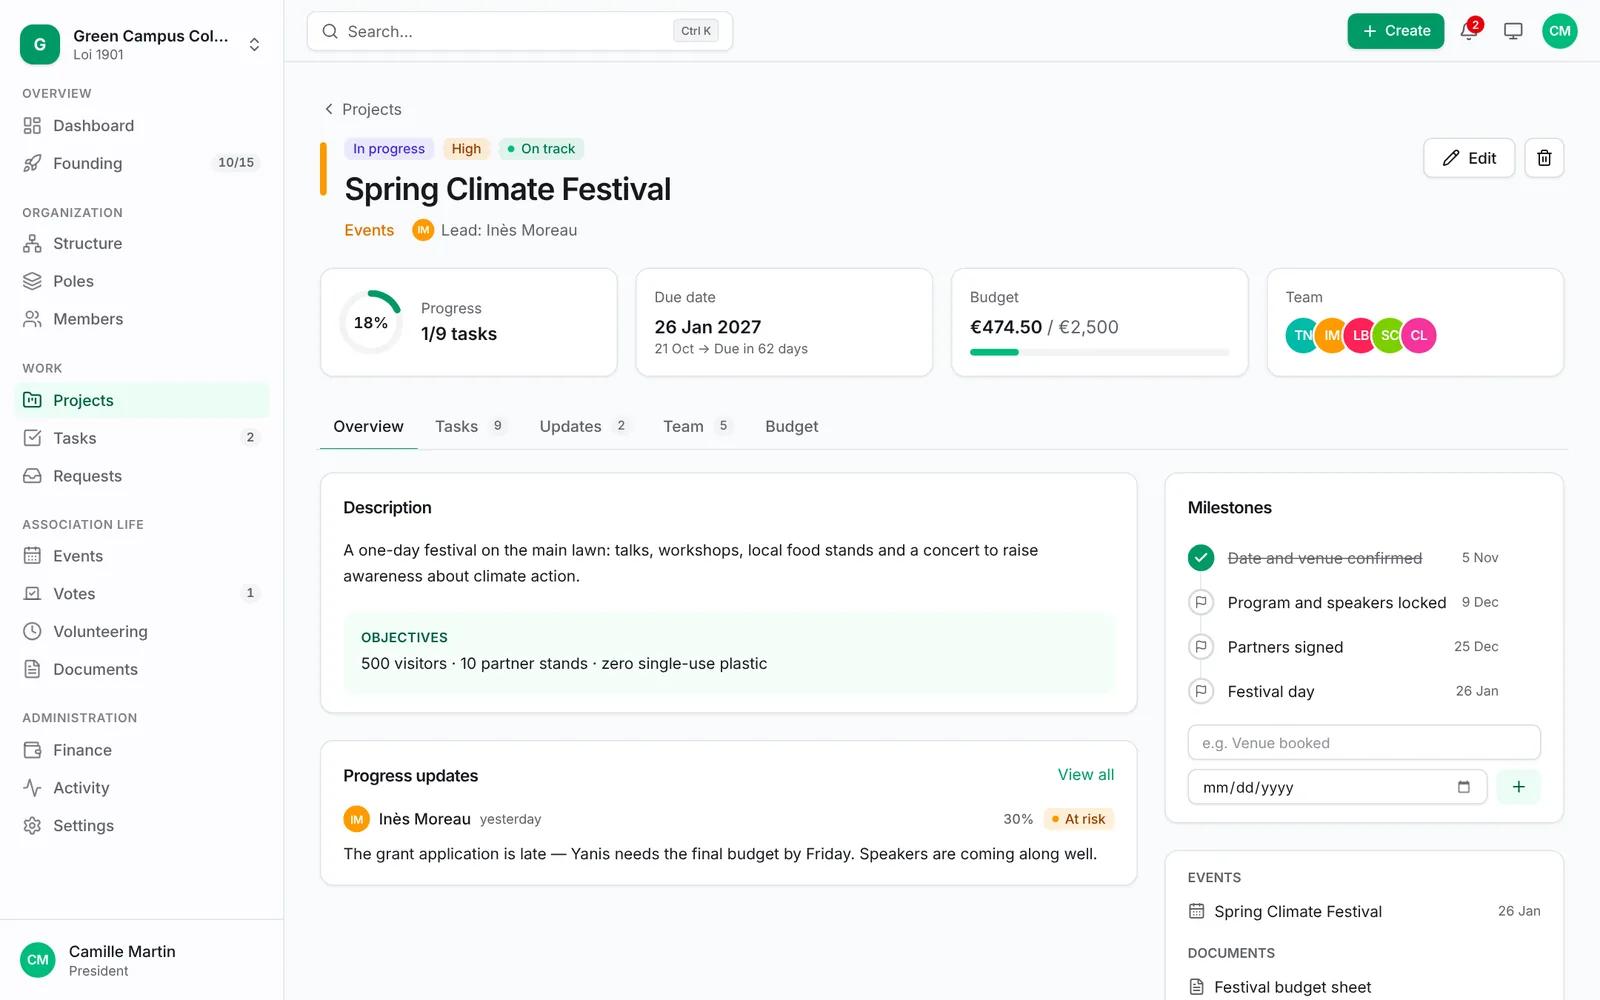 G
Green Campus Col...
Loi 1901
OVERVIEW
Dashboard
Founding 10/15
ORGANIZATION
Structure
Poles
Members
WORK
Projects
Tasks 2
Requests
ASSOCIATION LIFE
Events
Votes 1
Volunteering
Documents
ADMINISTRATION
Finance
Activity
Settings
CM
Camille Martin
President
Search... Ctrl K
+ Create
2
CM
Projects
In progress High On track
Spring Climate Festival
Events IM Lead: Inès Moreau
Edit
18%
Progress
1/9 tasks
Due date
26 Jan 2027
21 Oct → Due in 62 days
Budget
€474.50 / €2,500
Team
TN IM LB SC CL
Overview Tasks 9 Updates 2 Team 5 Budget
Description
A one-day festival on the main lawn: talks, workshops, local food stands and a concert to raise
awareness about climate action.
OBJECTIVES
500 visitors · 10 partner stands · zero single-use plastic
Progress updates View all
IM Inès Moreau yesterday 30% At risk
The grant application is late — Yanis needs the final budget by Friday. Speakers are coming along well.
Milestones
Date and venue confirmed 5 Nov
Program and speakers locked 9 Dec
Partners signed 25 Dec
Festival day 26 Jan
e.g. Venue booked
mm/dd/yyyy +
EVENTS
Spring Climate Festival 26 Jan
DOCUMENTS
Festival budget sheet